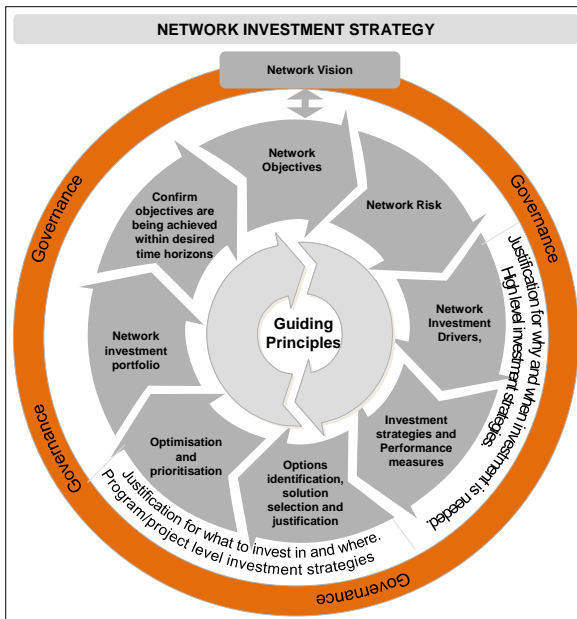 NETWORK INVESTMENT STRATEGY
Network Vision
Network
Objectives
Network Risk
Network
Investment
Drivers,
Investment
strategies and
Performance
measures
Options
identification,
solution
selection and
justification
Optimisation
and
prioritisation
Network
investment
portfolio
Confirm
objectives are
being achieved
within desired
time horizons
Guiding
Principles
Governance
Governance
Governance
Governance
Justification for why and when investment is needed.
High level investment strategies.
Justification for what to invest in and where.
Program/project level investment strategies